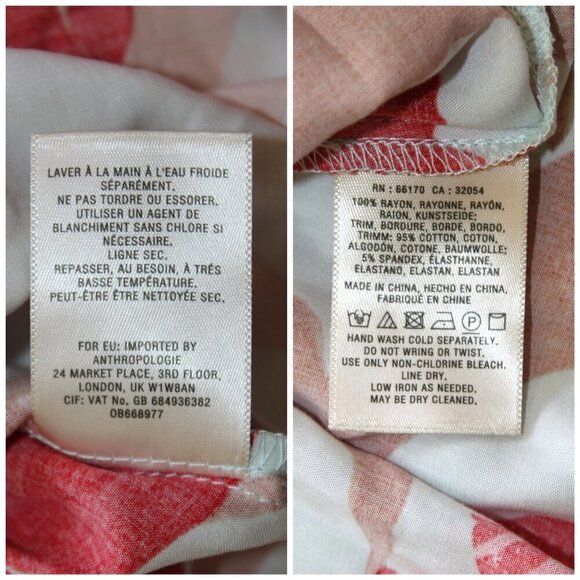 LAVER À LA MAIN À L'EAU FROIDE
SÉPARÉMENT.
NE PAS TORDRE OU ESSORER.
UTILISER UN AGENT DE
BLANCHIMENT SANS CHLORE SI
NÉCESSAIRE.
LIGNE SEC.
REPASSER, AU BESOIN, À TRÈS
BASSE TEMPÉRATURE.
PEUT-ÊTRE ÊTRE NETTOYÉE SEC.
FOR EU: IMPORTED BY
ANTHROPOLOGIE
24 MARKET PLACE, 3RD FLOOR,
LONDON, UK W1W8AN
CIF: VAT No. GB 684936382
OB668977
RN : 66170 CA : 32054
100% RAYON, RAYONNE, RAYÓN,
RAION, KUNSTSEIDE;
TRIM, BORDURE, BORDE, BORDO,
TRIMM: 95% COTTON, COTON,
ALGODÓN, COTONE, BAUMWOLLE;
5% SPANDEX, ÉLASTHANNE,
ELASTANO, ELASTAN, ELASTÁN
MADE IN CHINA, HECHO EN CHINA,
FABRIQUÉ EN CHINE
HAND WASH COLD SEPARATELY.
DO NOT WRING OR TWIST.
USE ONLY NON-CHLORINE BLEACH.
LINE DRY.
LOW IRON AS NEEDED.
MAY BE DRY CLEANED.